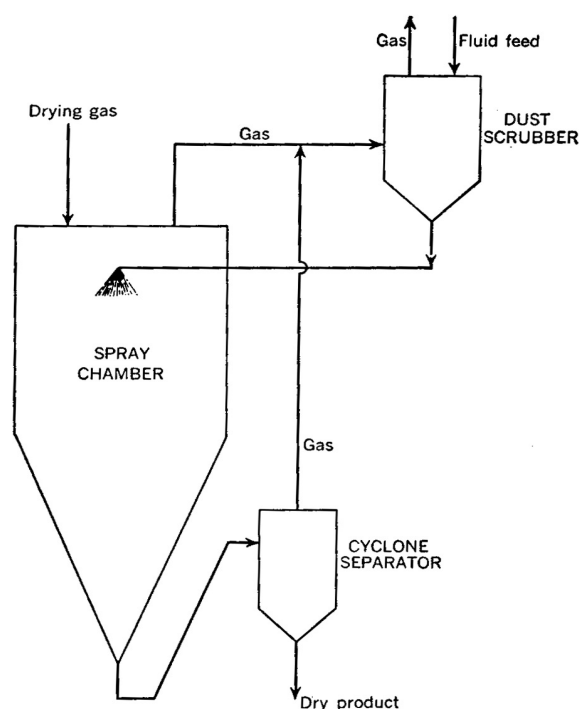 Gas
Fluid feed
Drying gas
Gas
DUST
SCRUBBER
SPRAY
CHAMBER
Gas
CYCLONE
SEPARATOR
Dry product